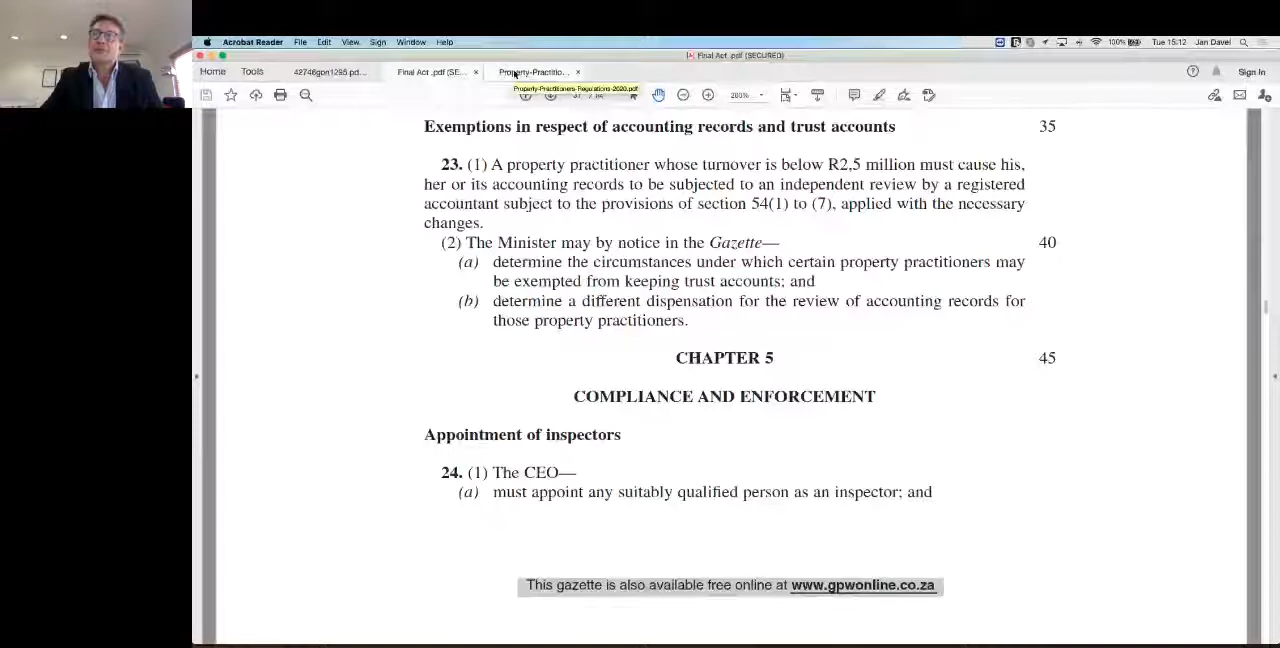 Acrobat Reader File Edit View Sign Window Help 100% Tue 15:12 Jan Davel
Final Act .pdf (SECURED)
Home Tools 42746gon1295.pd... Final Act .pdf (SE... × Property-Practitio... × Sign In
Property-Practitioners-Regulations-2020.pdf
200%
Exemptions in respect of accounting records and trust accounts 35
23. (1) A property practitioner whose turnover is below R2,5 million must cause his,
her or its accounting records to be subjected to an independent review by a registered
accountant subject to the provisions of section 54(1) to (7), applied with the necessary
changes.
(2) The Minister may by notice in the Gazette— 40
(a) determine the circumstances under which certain property practitioners may
be exempted from keeping trust accounts; and
(b) determine a different dispensation for the review of accounting records for
those property practitioners.
CHAPTER 5 45
COMPLIANCE AND ENFORCEMENT
Appointment of inspectors
24. (1) The CEO—
(a) must appoint any suitably qualified person as an inspector; and
This gazette is also available free online at www.gpwonline.co.za